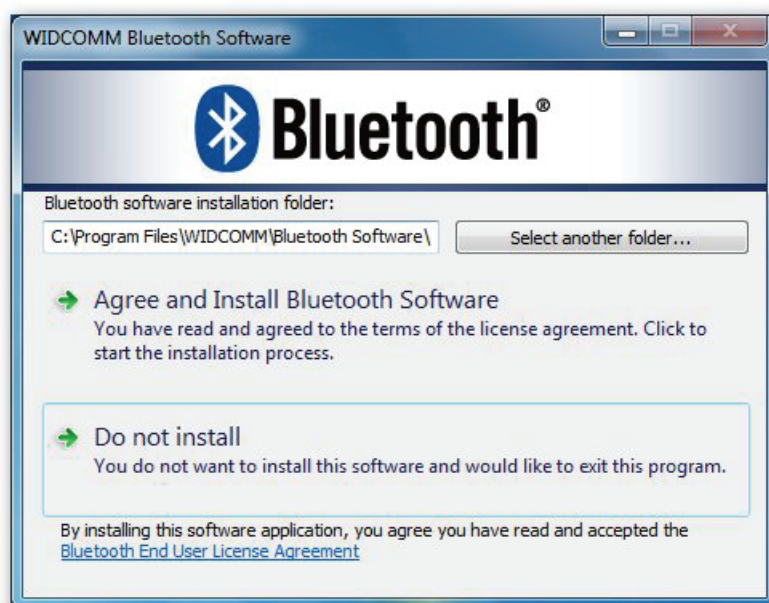 WIDCOMM Bluetooth Software
Bluetooth®
Bluetooth software installation folder:
C:\Program Files\WIDCOMM\Bluetooth Software\
Select another folder...
Agree and Install Bluetooth Software
You have read and agreed to the terms of the license agreement. Click to
start the installation process.
Do not install
You do not want to install this software and would like to exit this program.
By installing this software application, you agree you have read and accepted the
Bluetooth End User License Agreement